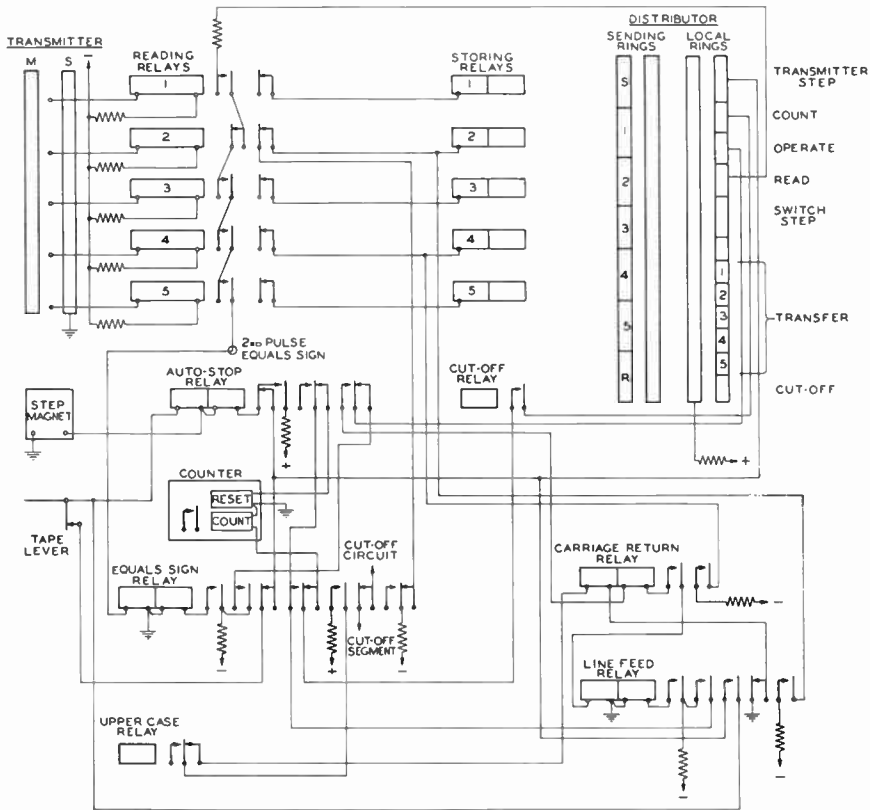 TRANSMITTER
M S −
READING
RELAYS
1
2
3
4
5
STORING
RELAYS
1
2
3
4
5
DISTRIBUTOR
SENDING
RINGS
LOCAL
RINGS
S
1
2
3
4
5
R
1
2
3
4
5
TRANSMITTER
STEP
COUNT
OPERATE
READ
SWITCH
STEP
TRANSFER
CUT-OFF
+
2ND PULSE
EQUALS SIGN
AUTO-STOP
RELAY
+
CUT-OFF
RELAY
STEP
MAGNET
COUNTER
RESET
COUNT
TAPE
LEVER
EQUALS SIGN
RELAY
−
+
CUT-OFF
CIRCUIT
CUT-OFF
SEGMENT
−
CARRIAGE RETURN
RELAY
−
LINE FEED
RELAY
−
−
UPPER CASE
RELAY